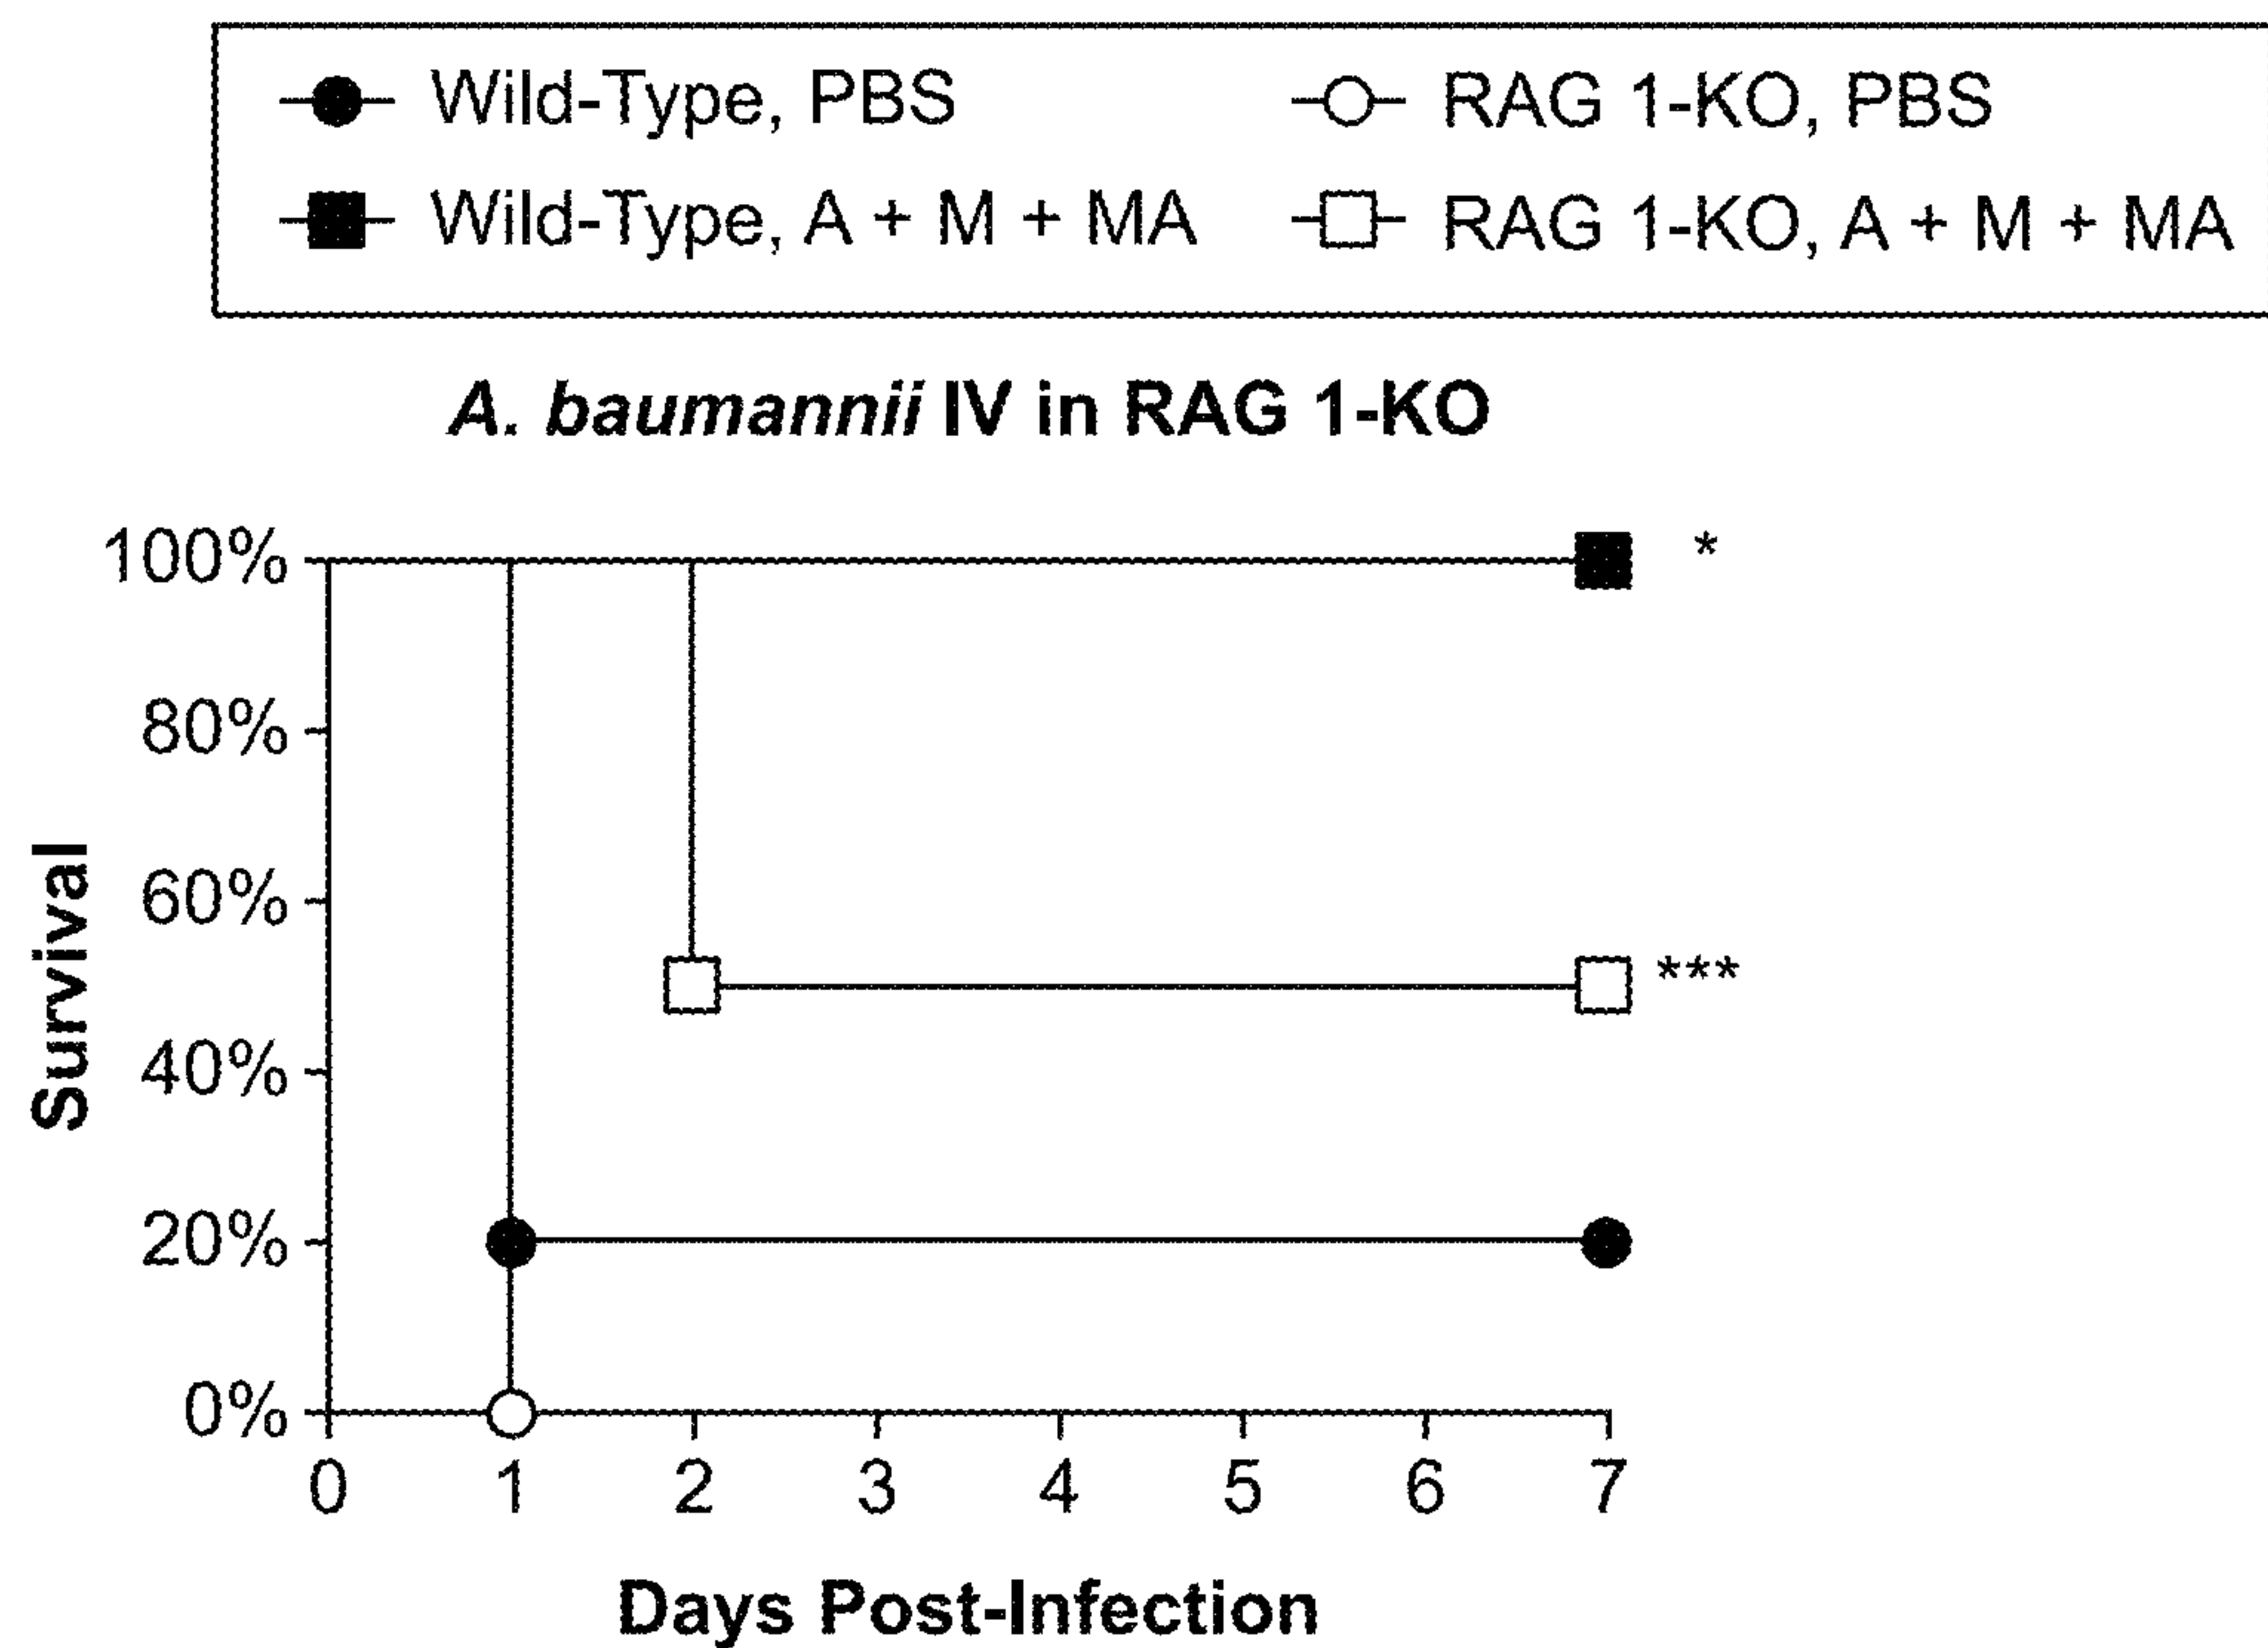 Wild-Type, PBS
RAG 1-KO, PBS
Wild-Type, A + M + MA
RAG 1-KO, A + M + MA
A. baumannii IV in RAG 1-KO
100%
*
80%
60%
***
40%
20%
0%
Survival
0 1 2 3 4 5 6 7
Days Post-Infection